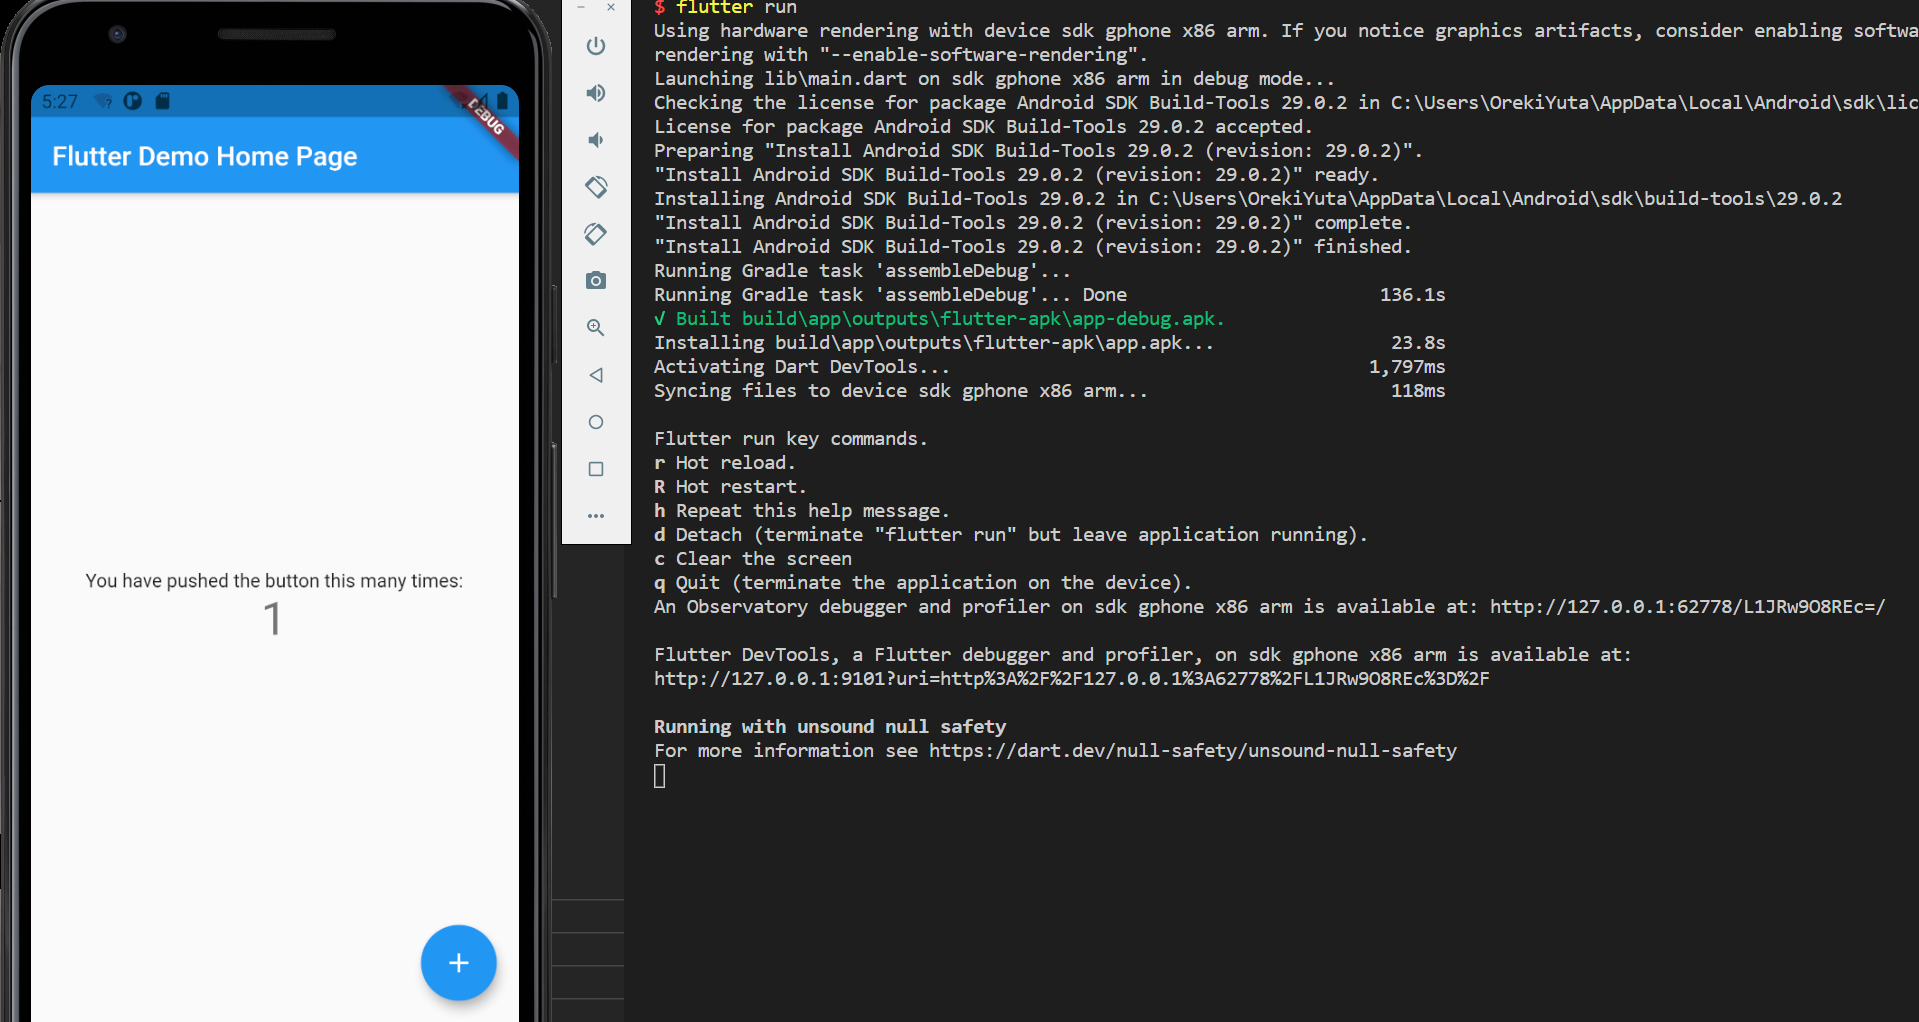 5:27
DEBUG
Flutter Demo Home Page
You have pushed the button this many times:
1
+
$ flutter run
Using hardware rendering with device sdk gphone x86 arm. If you notice graphics artifacts, consider enabling softwa
rendering with "--enable-software-rendering".
Launching lib\main.dart on sdk gphone x86 arm in debug mode...
Checking the license for package Android SDK Build-Tools 29.0.2 in C:\Users\OrekiYuta\AppData\Local\Android\sdk\lic
License for package Android SDK Build-Tools 29.0.2 accepted.
Preparing "Install Android SDK Build-Tools 29.0.2 (revision: 29.0.2)".
"Install Android SDK Build-Tools 29.0.2 (revision: 29.0.2)" ready.
Installing Android SDK Build-Tools 29.0.2 in C:\Users\OrekiYuta\AppData\Local\Android\sdk\build-tools\29.0.2
"Install Android SDK Build-Tools 29.0.2 (revision: 29.0.2)" complete.
"Install Android SDK Build-Tools 29.0.2 (revision: 29.0.2)" finished.
Running Gradle task 'assembleDebug'...
Running Gradle task 'assembleDebug'... Done 136.1s
√ Built build\app\outputs\flutter-apk\app-debug.apk.
Installing build\app\outputs\flutter-apk\app.apk... 23.8s
Activating Dart DevTools... 1,797ms
Syncing files to device sdk gphone x86 arm... 118ms
Flutter run key commands.
r Hot reload.
R Hot restart.
h Repeat this help message.
d Detach (terminate "flutter run" but leave application running).
c Clear the screen
q Quit (terminate the application on the device).
An Observatory debugger and profiler on sdk gphone x86 arm is available at: http://127.0.0.1:62778/L1JRw9O8REc=/
Flutter DevTools, a Flutter debugger and profiler, on sdk gphone x86 arm is available at:
http://127.0.0.1:9101?uri=http%3A%2F%2F127.0.0.1%3A62778%2FL1JRw9O8REc%3D%2F
Running with unsound null safety
For more information see https://dart.dev/null-safety/unsound-null-safety